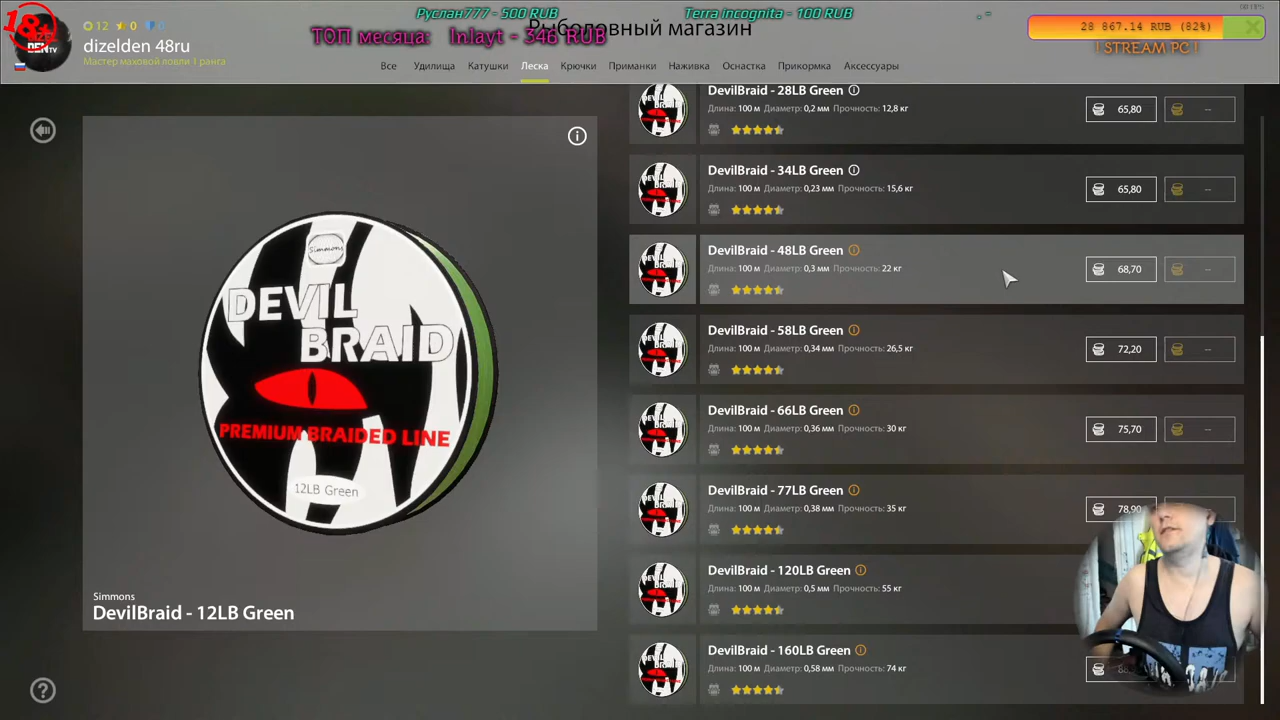 18+
Руслан777 - 500 RUB
Terra incognita - 100 RUB
12 0 0
dizelden 48ru
Мастер маховой ловли 1 ранга
ТОП месяца: lnlayt - 346 RUB
Рыболовный магазин
28 867.14 RUB (82%)
! STREAM PC !
Все Удилища Катушки Леска Крючки Приманки Наживка Оснастка Прикормка Аксессуары
DevilBraid - 28LB Green
Длина: 100 м Диаметр: 0,2 мм Прочность: 12,8 кг
65,80 --
DevilBraid - 34LB Green
Длина: 100 м Диаметр: 0,23 мм Прочность: 15,6 кг
65,80 --
DevilBraid - 48LB Green
Длина: 100 м Диаметр: 0,3 мм Прочность: 22 кг
68,70 --
DevilBraid - 58LB Green
Длина: 100 м Диаметр: 0,34 мм Прочность: 26,5 кг
72,20 --
DevilBraid - 66LB Green
Длина: 100 м Диаметр: 0,36 мм Прочность: 30 кг
75,70 --
DevilBraid - 77LB Green
Длина: 100 м Диаметр: 0,38 мм Прочность: 35 кг
78,90
DevilBraid - 120LB Green
Длина: 100 м Диаметр: 0,5 мм Прочность: 55 кг
DevilBraid - 160LB Green
Длина: 100 м Диаметр: 0,58 мм Прочность: 74 кг
Simmons
DEVIL
BRAID
PREMIUM BRAIDED LINE
12LB Green
Simmons
DevilBraid - 12LB Green